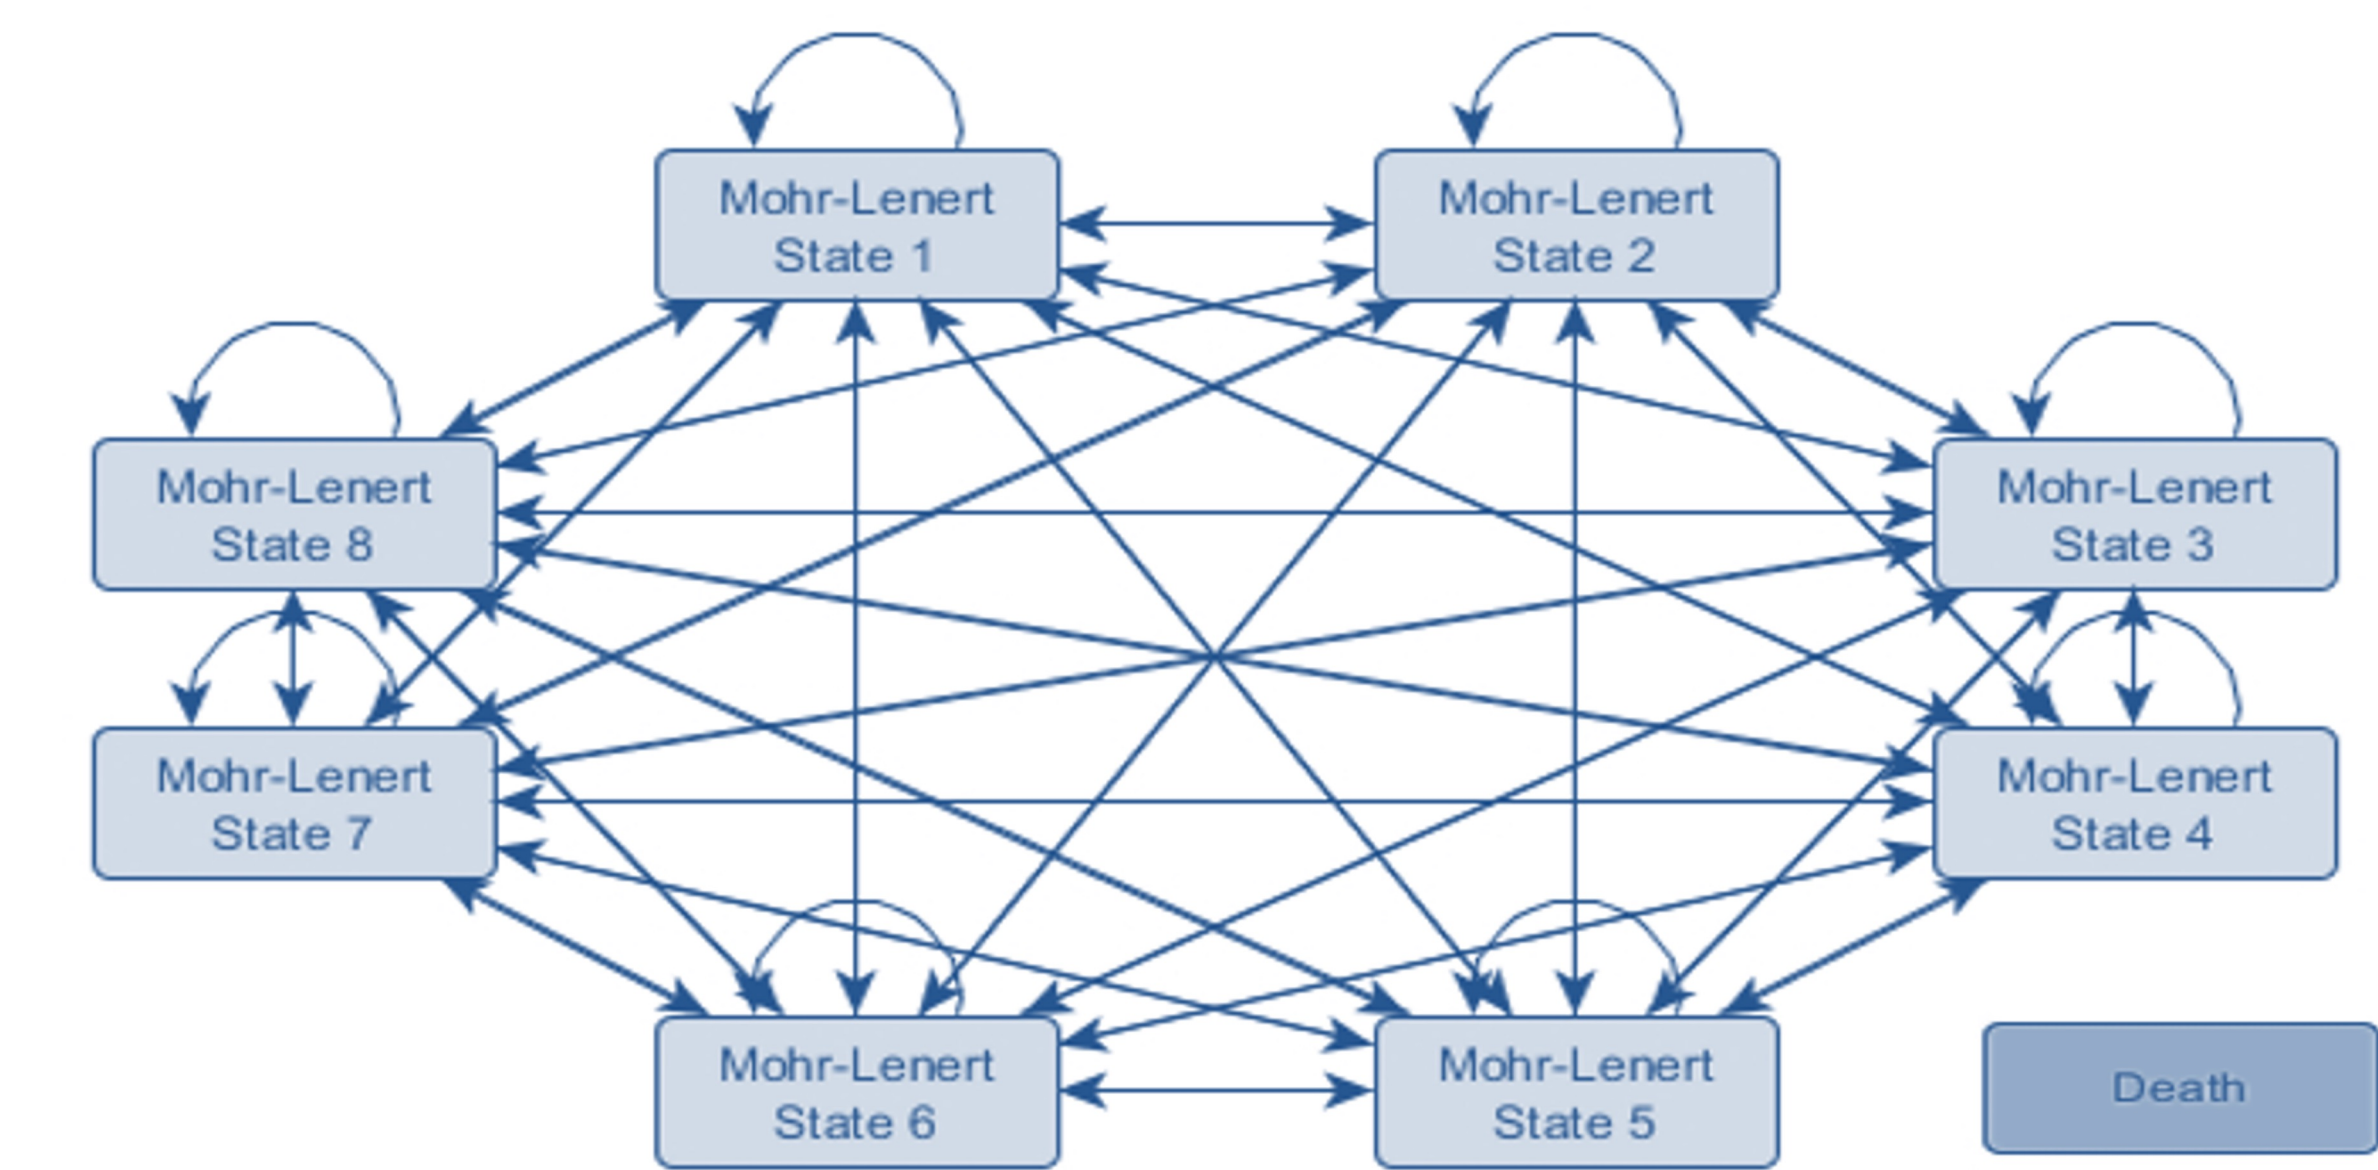 Mohr-Lenert
State 1
Mohr-Lenert
State 2
Mohr-Lenert
State 8
Mohr-Lenert
State 3
Mohr-Lenert
State 7
Mohr-Lenert
State 4
Mohr-Lenert
State 6
Mohr-Lenert
State 5
Death